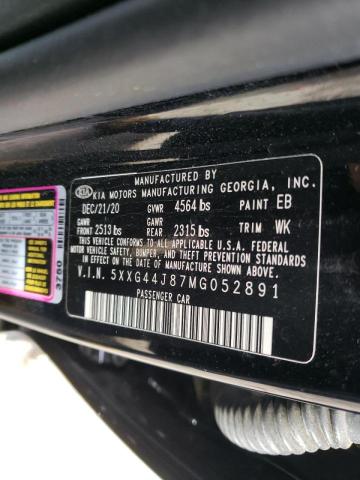 MANUFACTURED BY
KIA KIA MOTORS MANUFACTURING GEORGIA, INC.
DEC/21/20 GVWR 4564 lbs PAINT EB
GAWR GAWR
FRONT 2513 lbs REAR 2315 lbs TRIM WK
THIS VEHICLE CONFORMS TO ALL APPLICABLE U.S. FEDERAL
MOTOR VEHICLE SAFETY, BUMPER, AND THEFT PREVENTION STANDARDS
IN EFFECT ON THE DATE OF MANUFACTURE SHOWN ABOVE.
V.I.N. 5XXG44J87MG052891
PASSENGER CAR
3760